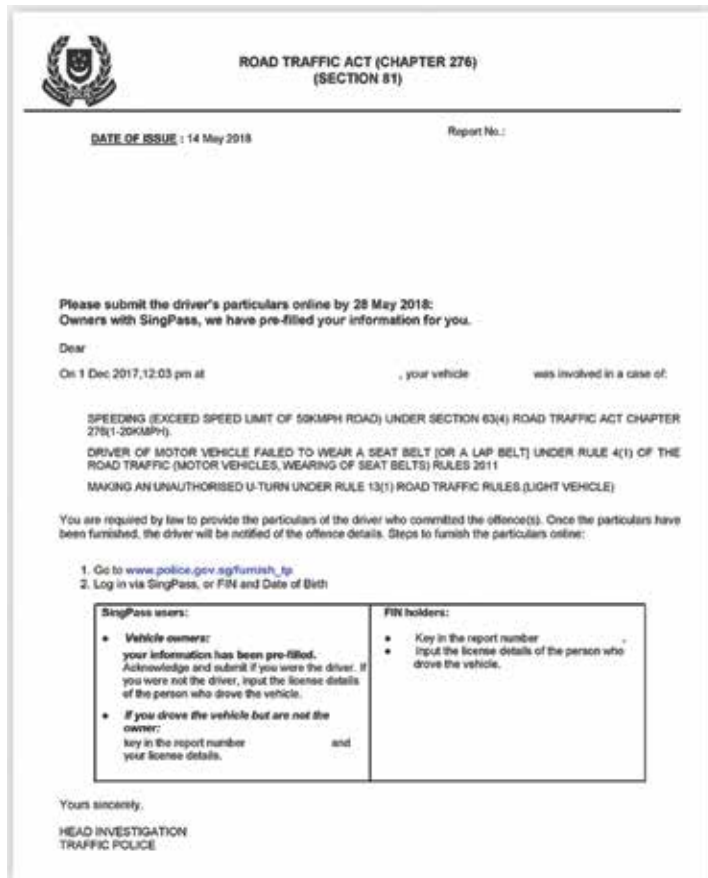 ROAD TRAFFIC ACT (CHAPTER 276)
(SECTION 81)
DATE OF ISSUE : 14 May 2018
Report No.:
Please submit the driver's particulars online by 28 May 2018:
Owners with SingPass, we have pre-filled your information for you.
Dear
On 1 Dec 2017,12:03 pm at , your vehicle was involved in a case of:
SPEEDING (EXCEED SPEED LIMIT OF 50KMPH ROAD) UNDER SECTION 63(4) ROAD TRAFFIC ACT CHAPTER
276(1-20KMPH).
DRIVER OF MOTOR VEHICLE FAILED TO WEAR A SEAT BELT [OR A LAP BELT] UNDER RULE 4(1) OF THE
ROAD TRAFFIC (MOTOR VEHICLES, WEARING OF SEAT BELTS) RULES 2011
MAKING AN UNAUTHORISED U-TURN UNDER RULE 13(1) ROAD TRAFFIC RULES.(LIGHT VEHICLE)
You are required by law to provide the particulars of the driver who committed the offence(s). Once the particulars have
been furnished, the driver will be notified of the offence details. Steps to furnish the particulars online:
1. Go to www.police.gov.sg/furnish_tp
2. Log in via SingPass, or FIN and Date of Birth
SingPass users:
• Vehicle owners:
your information has been pre-filled.
Acknowledge and submit if you were the driver. If
you were not the driver, input the license details
of the person who drove the vehicle.
• If you drove the vehicle but are not the
owner:
key in the report number and
your license details.
FIN holders:
• Key in the report number .
• Input the license details of the person who
drove the vehicle.
Yours sincerely,
HEAD INVESTIGATION
TRAFFIC POLICE